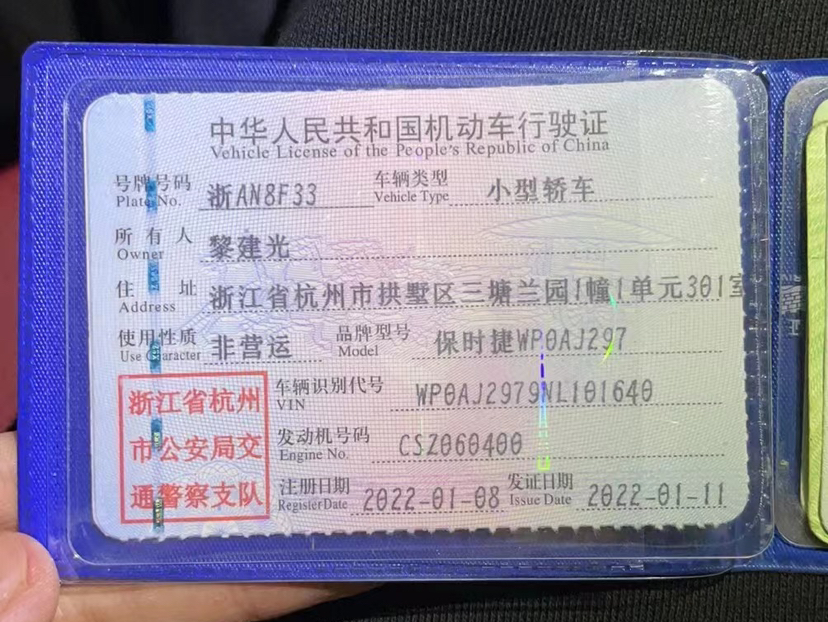 中华人民共和国机动车行驶证
Vehicle License of the People's Republic of China
号牌号码 浙AN8F33 车辆类型 小型轿车
Plate No. Vehicle Type
所有人 黎建光
Owner
住址 浙江省杭州市拱墅区三塘兰园1幢1单元301室
Address
使用性质 非营运 品牌型号 保时捷WP0AJ297
Use Character Model
浙江省杭州 车辆识别代号 WP0AJ2979NL101640
VIN
市公安局交 发动机号码 CSZ060400
Engine No.
通警察支队 注册日期 2022-01-08 发证日期 2022-01-11
Register Date Issue Date